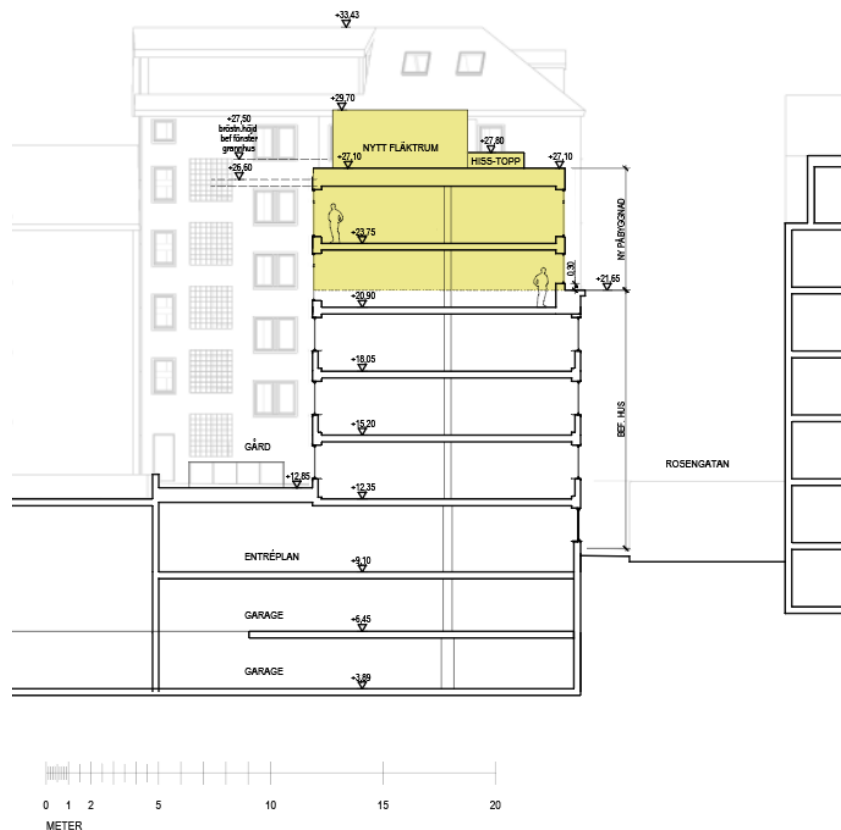 +33,43
+29,70
+27,50
bröstn.höjd
bef fönster
grannhus
NYTT FLÄKTRUM
+27,80
HISS-TOPP
+27,10
+27,10
+26,60
NY PÅBYGGNAD
+23,75
0,30
+21,65
+20,90
+18,05
BEF. HUS
+15,20
GÅRD
ROSENGATAN
+12,85
+12,35
ENTRÉPLAN
+9,10
GARAGE
+6,45
GARAGE
+3,89
0 1 2 5 10 15 20
METER